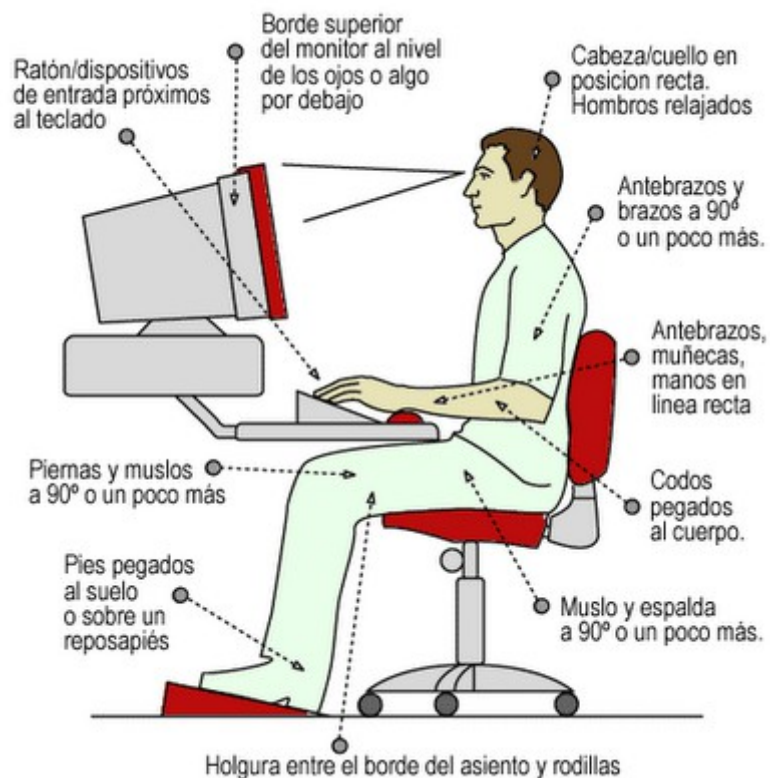 Borde superior
del monitor al nivel
de los ojos o algo
por debajo
Ratón/dispositivos
de entrada próximos
al teclado
Cabeza/cuello en
posicion recta.
Hombros relajados
Antebrazos y
brazos a 90º
o un poco más.
Antebrazos,
muñecas,
manos en
linea recta
Piernas y muslos
a 90º o un poco más
Codos
pegados
al cuerpo.
Pies pegados
al suelo
o sobre un
reposapiés
Muslo y espalda
a 90º o un poco más.
Holgura entre el borde del asiento y rodillas